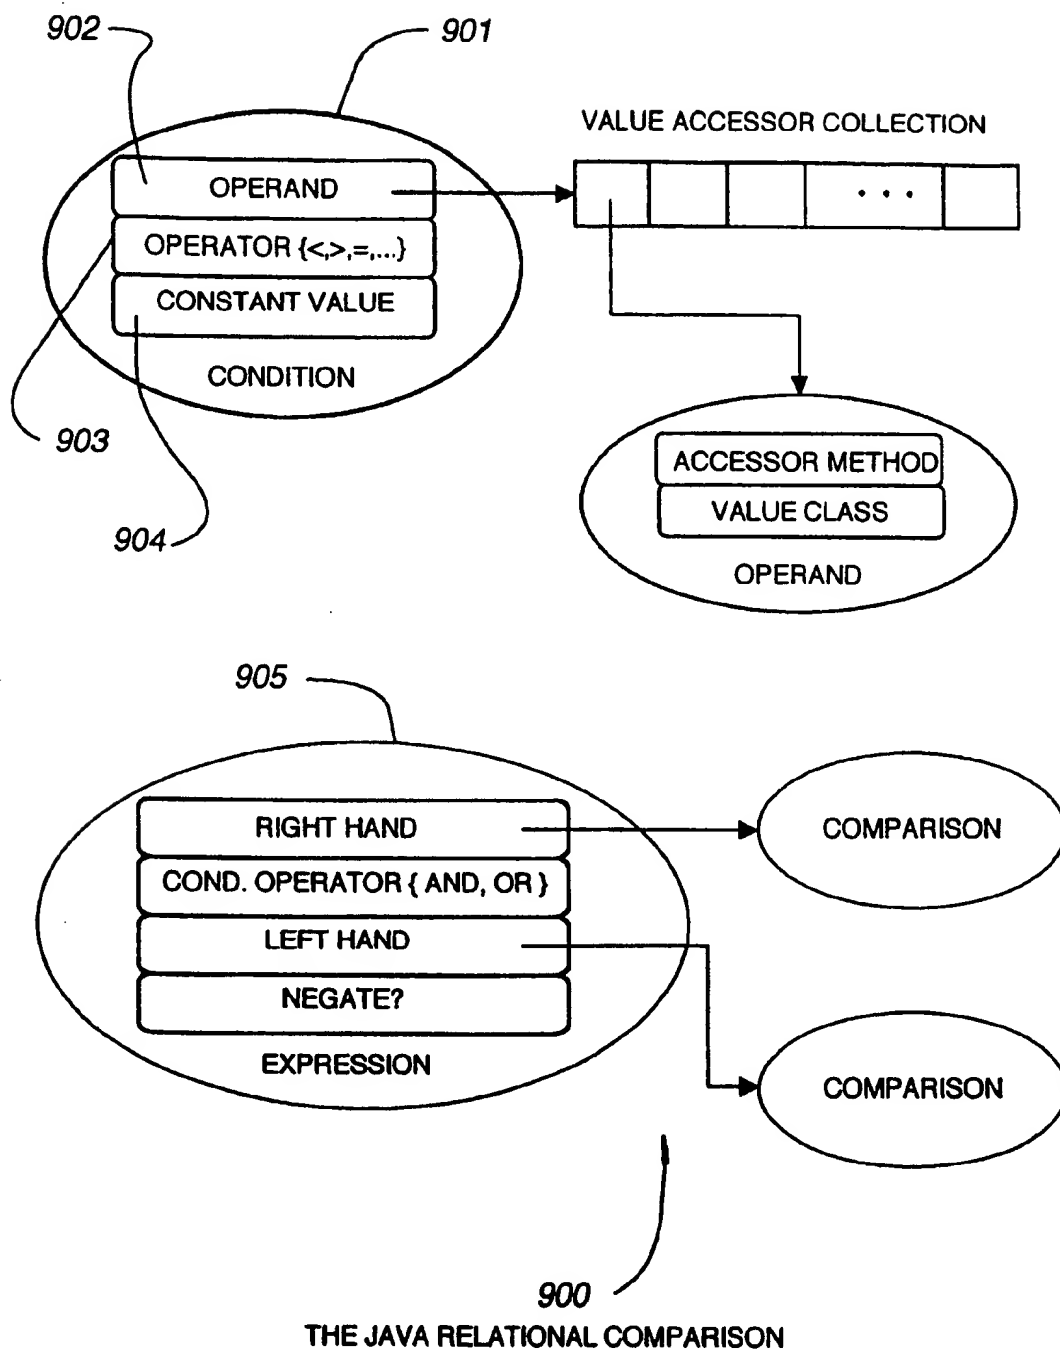 902
901
VALUE ACCESSOR COLLECTION
OPERAND
. . .
OPERATOR {<,>,=,...}
CONSTANT VALUE
CONDITION
903
904
ACCESSOR METHOD
VALUE CLASS
OPERAND
905
RIGHT HAND
COMPARISON
COND. OPERATOR { AND, OR }
LEFT HAND
NEGATE?
EXPRESSION
COMPARISON
900
THE JAVA RELATIONAL COMPARISON